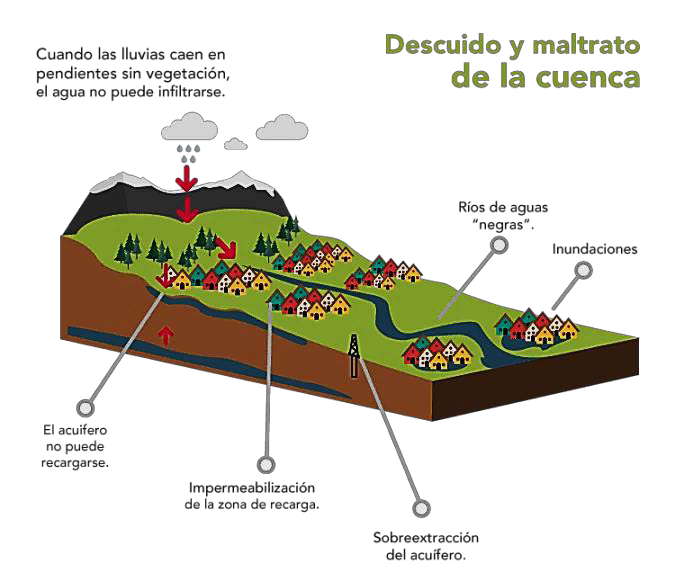 Cuando las lluvias caen en
pendientes sin vegetación,
el agua no puede infiltrarse.
Descuido y maltrato
de la cuenca
Ríos de aguas
“negras”.
Inundaciones
El acuifero
no puede
recargarse.
Impermeabilización
de la zona de recarga.
Sobreextracción
del acuífero.